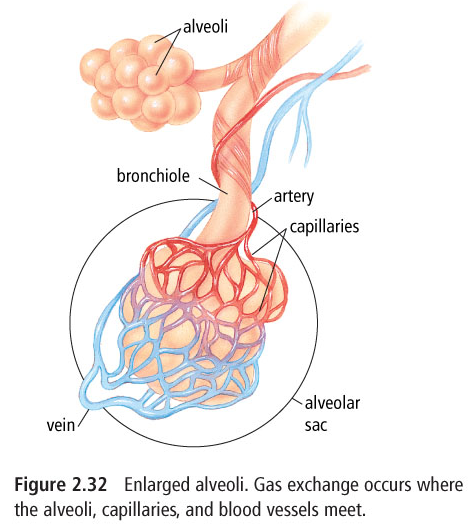 alveoli
bronchiole
artery
capillaries
alveolar
sac
vein
Figure 2.32 Enlarged alveoli. Gas exchange occurs where
the alveoli, capillaries, and blood vessels meet.